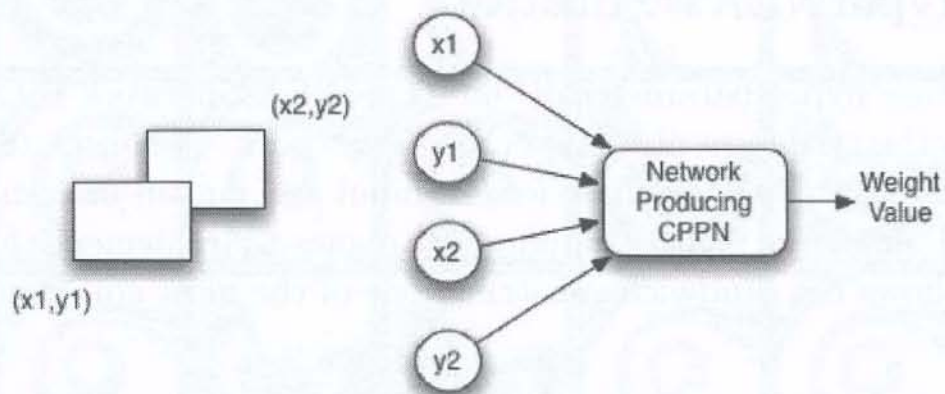 (x2,y2)
(x1,y1)
x1
y1
x2
y2
Network
Producing
CPPN
Weight
Value